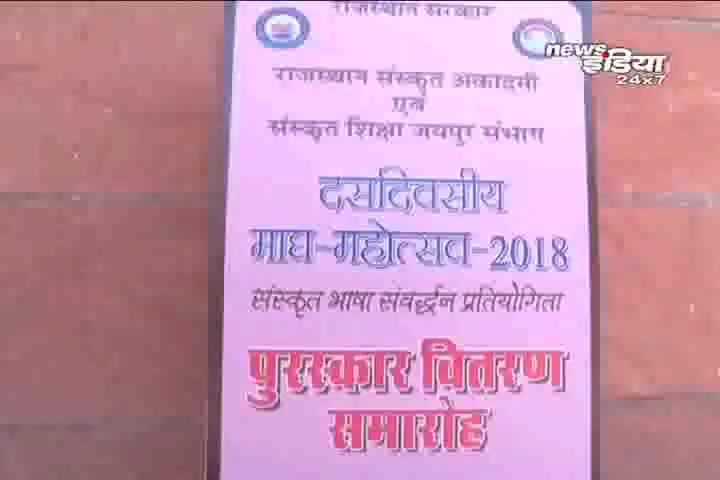 राजस्थान सरकार
news
इंडिया
24x7
राजस्थान संस्कृत अकादमी
एवं
संस्कृत शिक्षा जयपुर संभाग
दसदिवसीय
माघ-महोत्सव-2018
संस्कृत भाषा संवर्द्धन प्रतियोगिता
पुरस्कार वितरण
समारोह